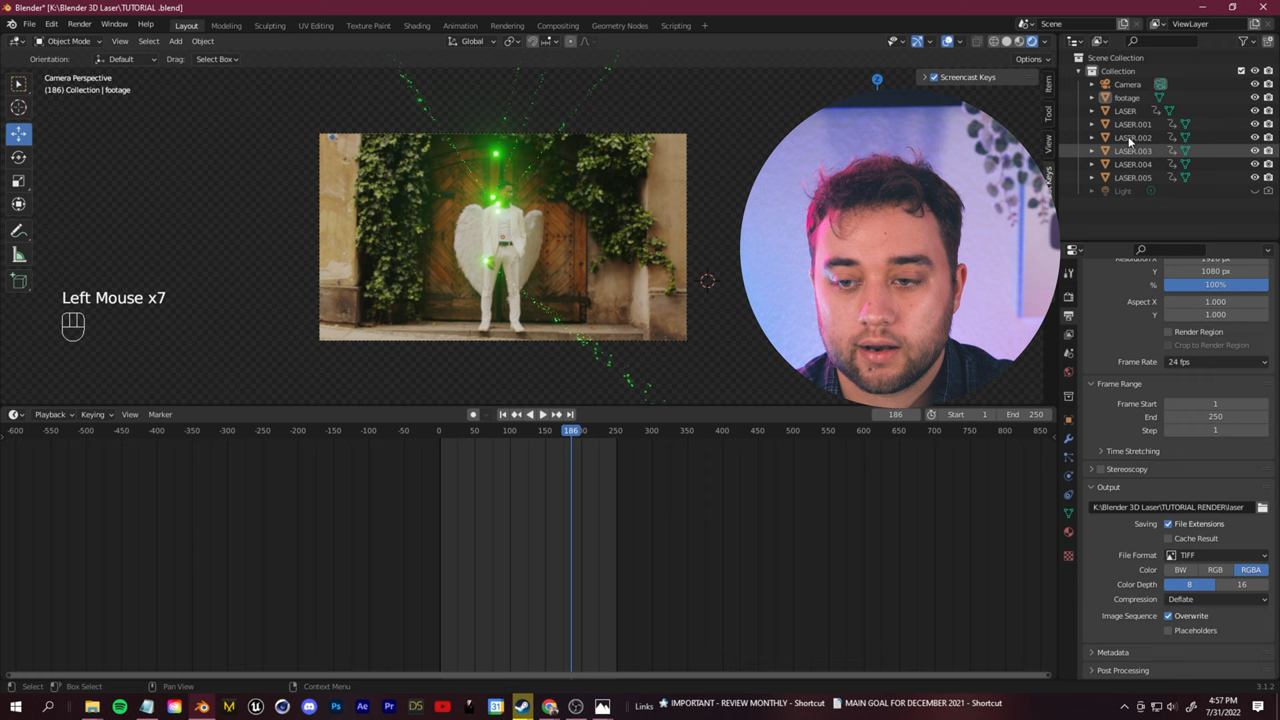 Blender* [K:\Blender 3D Laser\TUTORIAL .blend]
File Edit Render Window Help Layout Modeling Sculpting UV Editing Texture Paint Shading Animation Rendering Compositing Geometry Nodes Scripting Scene ViewLayer
Object Mode View Select Add Object Global
Orientation: Default Drag: Select Box Options
Camera Perspective
(186) Collection | footage
Screencast Keys
Item
Tool
View
Left Mouse x7
Scene Collection
Collection
Camera
footage
LASER
LASER.001
LASER.002
LASER.003
LASER.004
LASER.005
Light
Y 1080 px
% 100%
Aspect X 1.000
Y 1.000
Render Region
Crop to Render Region
Frame Rate 24 fps
Frame Range
Frame Start 1
End 250
Step 1
Time Stretching
Stereoscopy
Output
K:\Blender 3D Laser\TUTORIAL RENDER\laser
Saving File Extensions
Cache Result
File Format TIFF
Color BW RGB RGBA
Color Depth 8 16
Compression Deflate
Image Sequence Overwrite
Placeholders
Metadata
Post Processing
Playback Keying View Marker 186 Start 1 End 250
-600 -550 -500 -450 -400 -350 -300 -250 -200 -150 -100 -50 0 50 100 150 186 250 300 350 400 450 500 550 600 650 700 750 800 850
Select Box Select Pan View Context Menu 3.1.2
Links IMPORTANT - REVIEW MONTHLY - Shortcut MAIN GOAL FOR DECEMBER 2021 - Shortcut
4:57 PM
7/31/2022